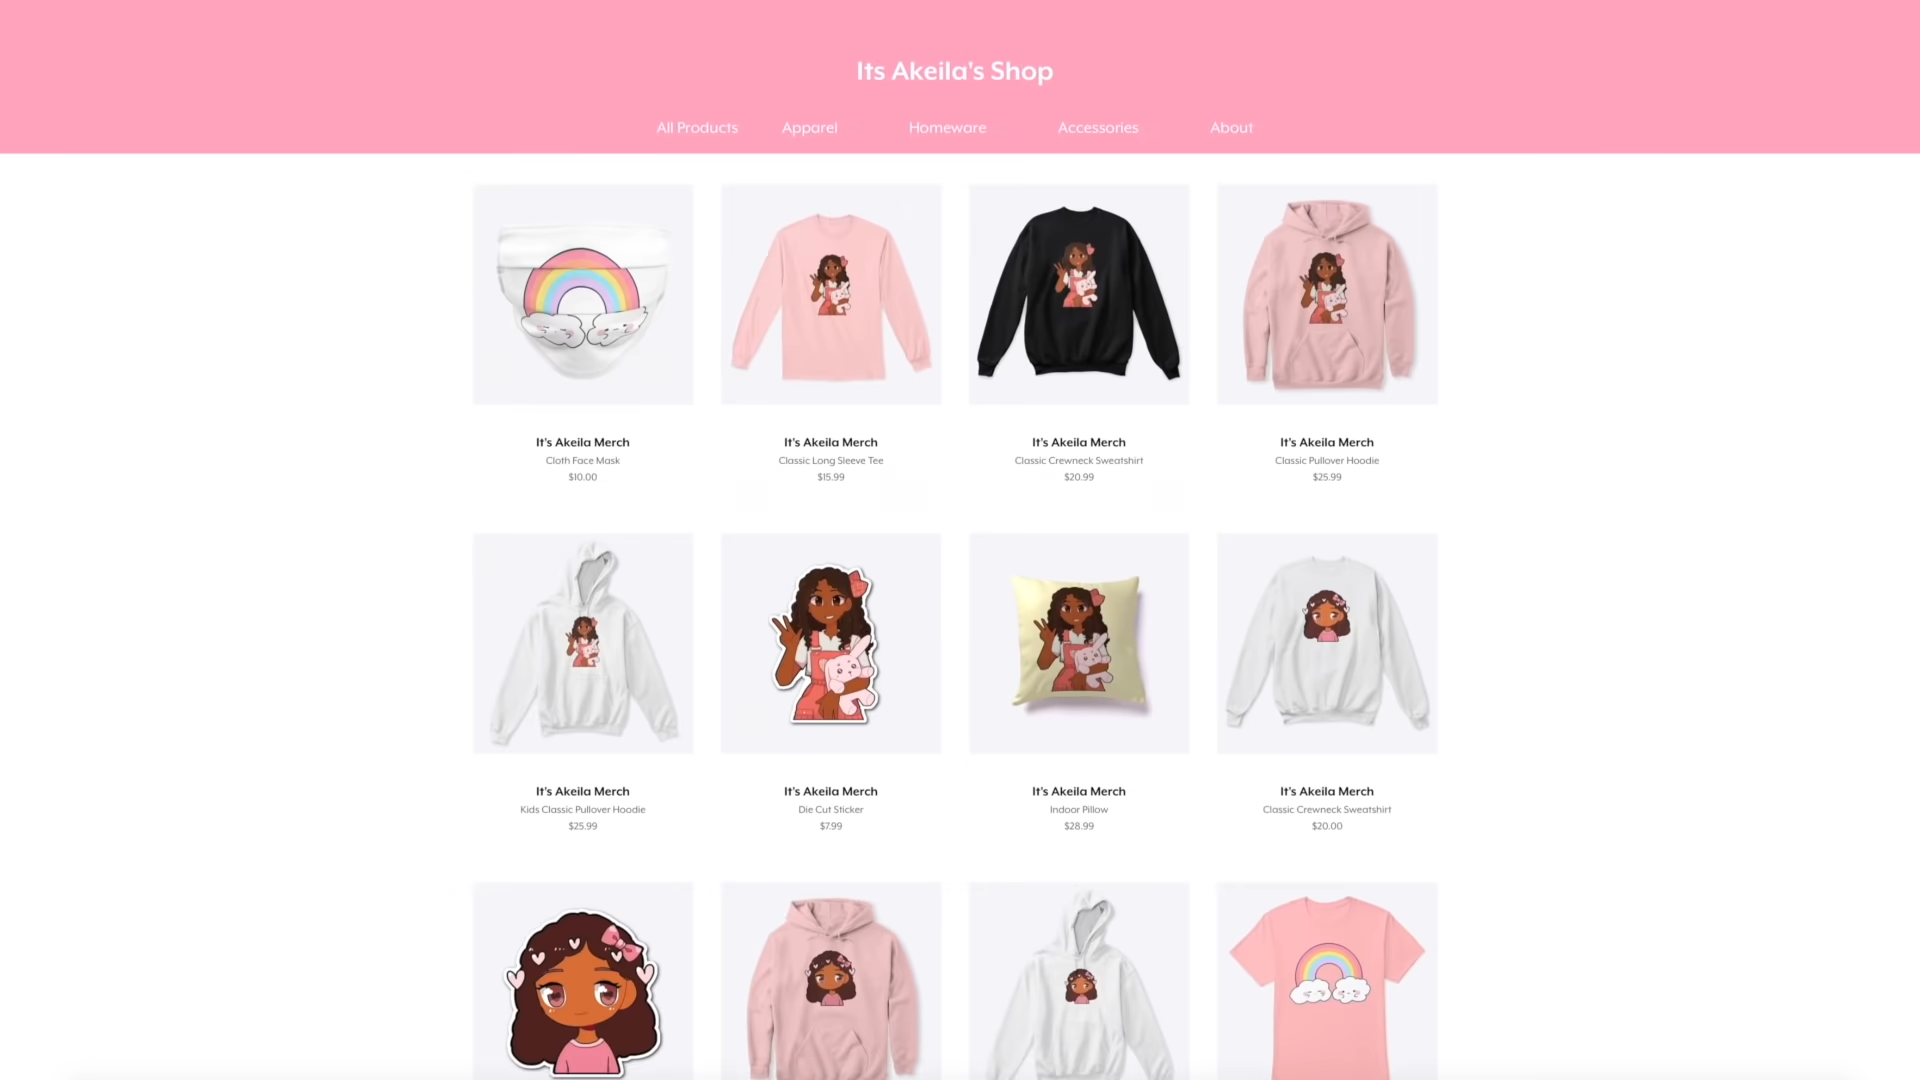 Its Akeila's Shop
All Products Apparel Homeware Accessories About
It's Akeila Merch
Cloth Face Mask
$10.00
It's Akeila Merch
Classic Long Sleeve Tee
$15.99
It's Akeila Merch
Classic Crewneck Sweatshirt
$20.99
It's Akeila Merch
Classic Pullover Hoodie
$25.99
It's Akeila Merch
Kids Classic Pullover Hoodie
$25.99
It's Akeila Merch
Die Cut Sticker
$7.99
It's Akeila Merch
Indoor Pillow
$28.99
It's Akeila Merch
Classic Crewneck Sweatshirt
$20.00